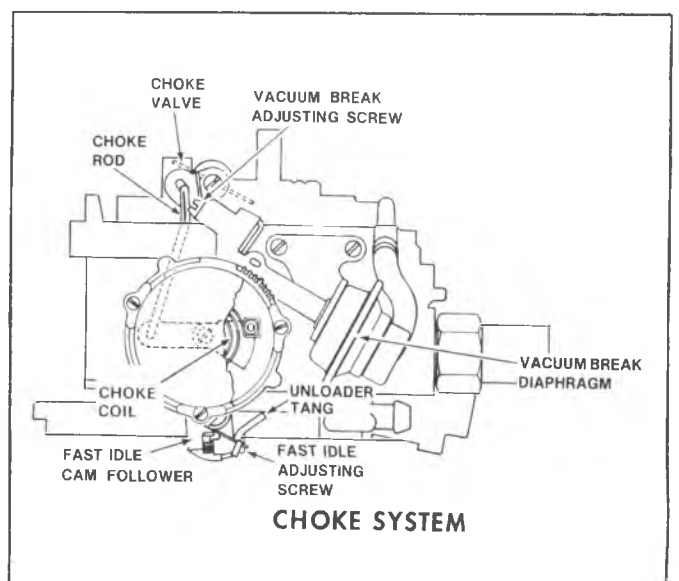 CHOKE
VALVE
VACUUM BREAK
ADJUSTING SCREW
CHOKE
ROD
VACUUM BREAK
DIAPHRAGM
CHOKE
COIL
UNLOADER
TANG
FAST IDLE
CAM FOLLOWER
FAST IDLE
ADJUSTING
SCREW
CHOKE SYSTEM